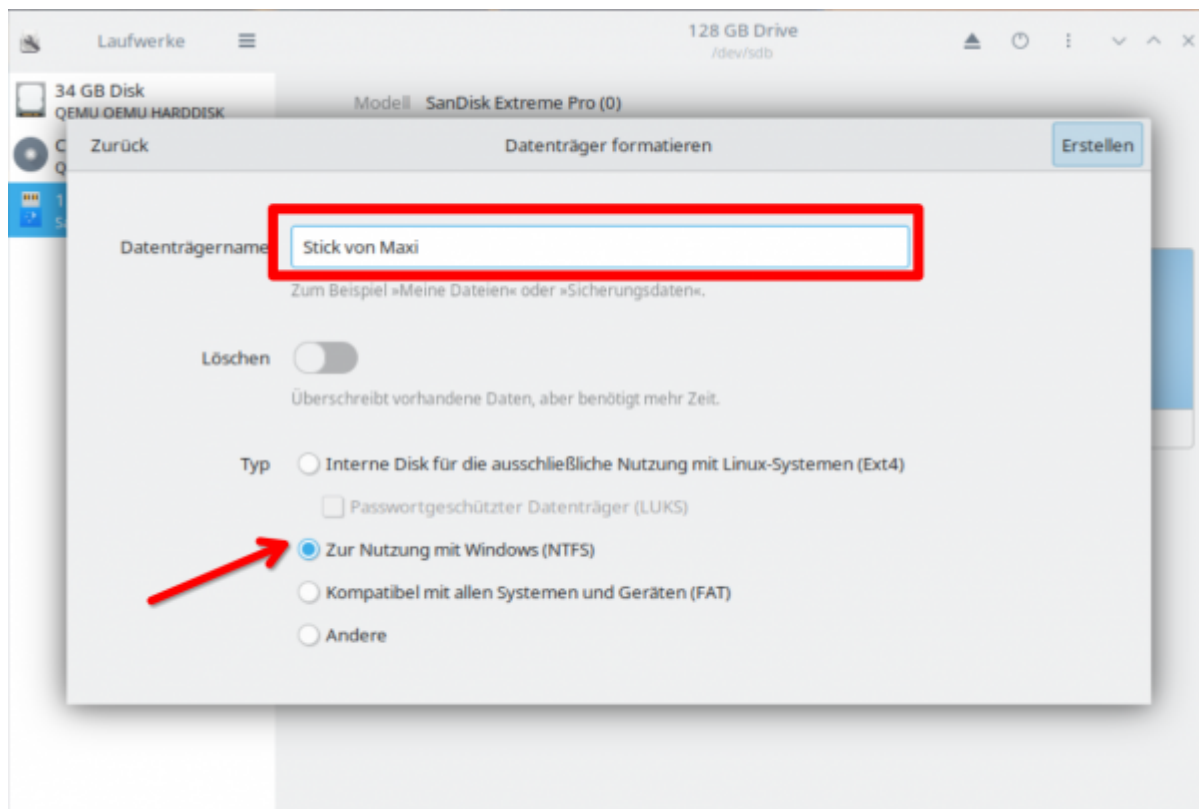 Laufwerke
128 GB Drive
/dev/sdb
34 GB Disk
QEMU QEMU HARDDISK
Modell SanDisk Extreme Pro (0)
Zurück
Datenträger formatieren
Erstellen
Datenträgername
Stick von Maxi
Zum Beispiel »Meine Dateien« oder »Sicherungsdaten«.
Löschen
Überschreibt vorhandene Daten, aber benötigt mehr Zeit.
Typ
Interne Disk für die ausschließliche Nutzung mit Linux-Systemen (Ext4)
Passwortgeschützter Datenträger (LUKS)
Zur Nutzung mit Windows (NTFS)
Kompatibel mit allen Systemen und Geräten (FAT)
Andere